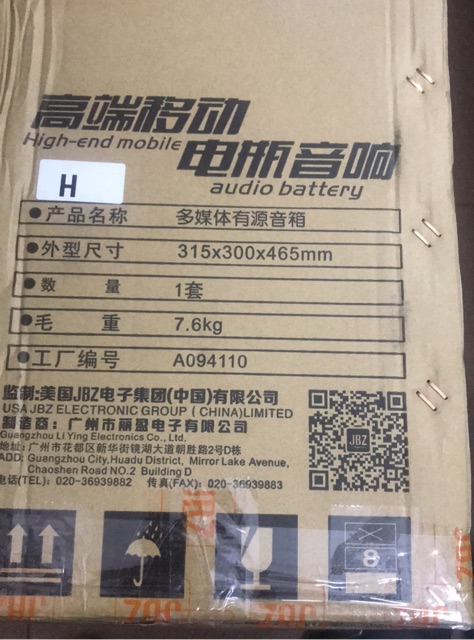 高端移动
High-end mobile
电瓶音响
audio battery
H
●产品名称 多媒体有源音箱
●外型尺寸 315x300x465mm
●数 量 1套
●毛 重 7.6kg
●工厂编号 A094110
监制:美国JBZ电子集团(中国)有限公司
USA JBZ ELECTRONIC GROUP ( CHINA)LIMITED
制造商：广州市丽盈电子有限公司
Guangzhou Li Ying Electronics Co., Ltd.
地址：广州市花都区新华街镜湖大道朝胜路2号D栋
ADD: Guangzhou City,Huadu District, Mirror Lake Avenue,
Chaoshen Road NO.2 Building D
电话(TEL)：020-36939882 传真(FAX)：020-36939883
JBZ
8